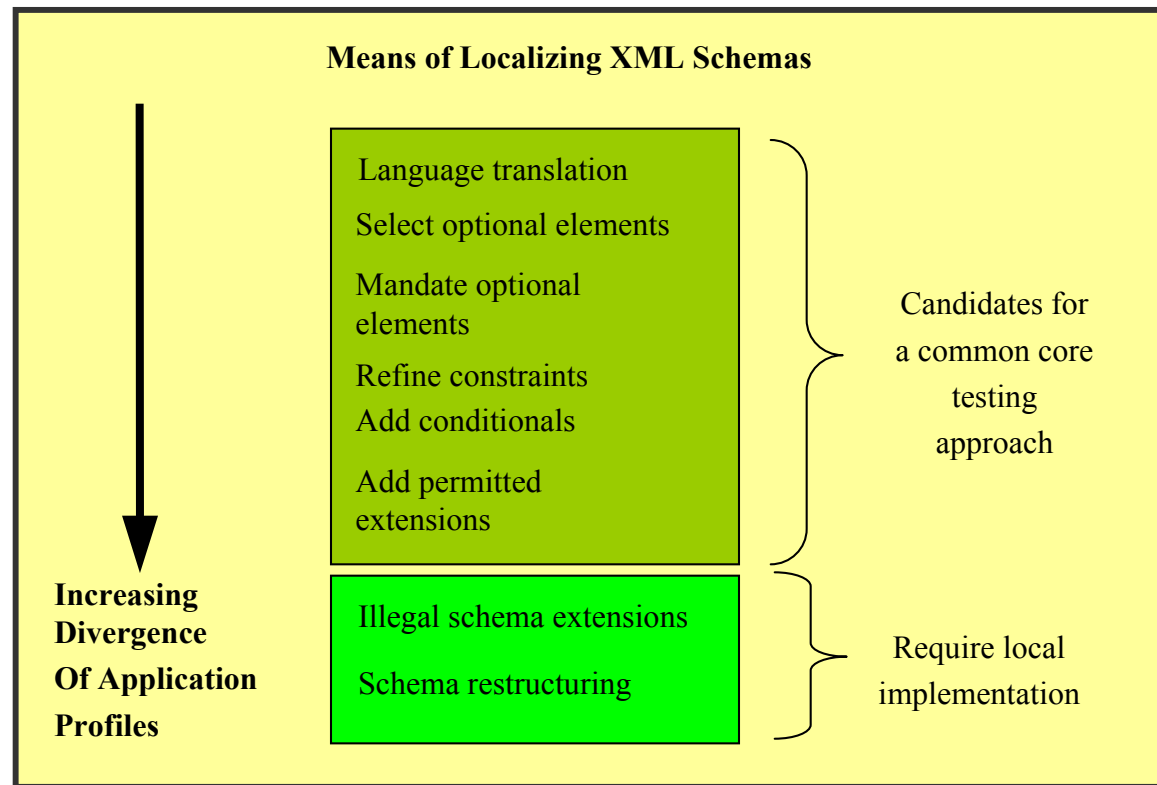 Means of Localizing XML Schemas
Language translation
Select optional elements
Mandate optional
elements
Refine constraints
Add conditionals
Add permitted
extensions
Candidates for
a common core
testing
approach
Increasing
Divergence
Of Application
Profiles
Illegal schema extensions
Schema restructuring
Require local
implementation